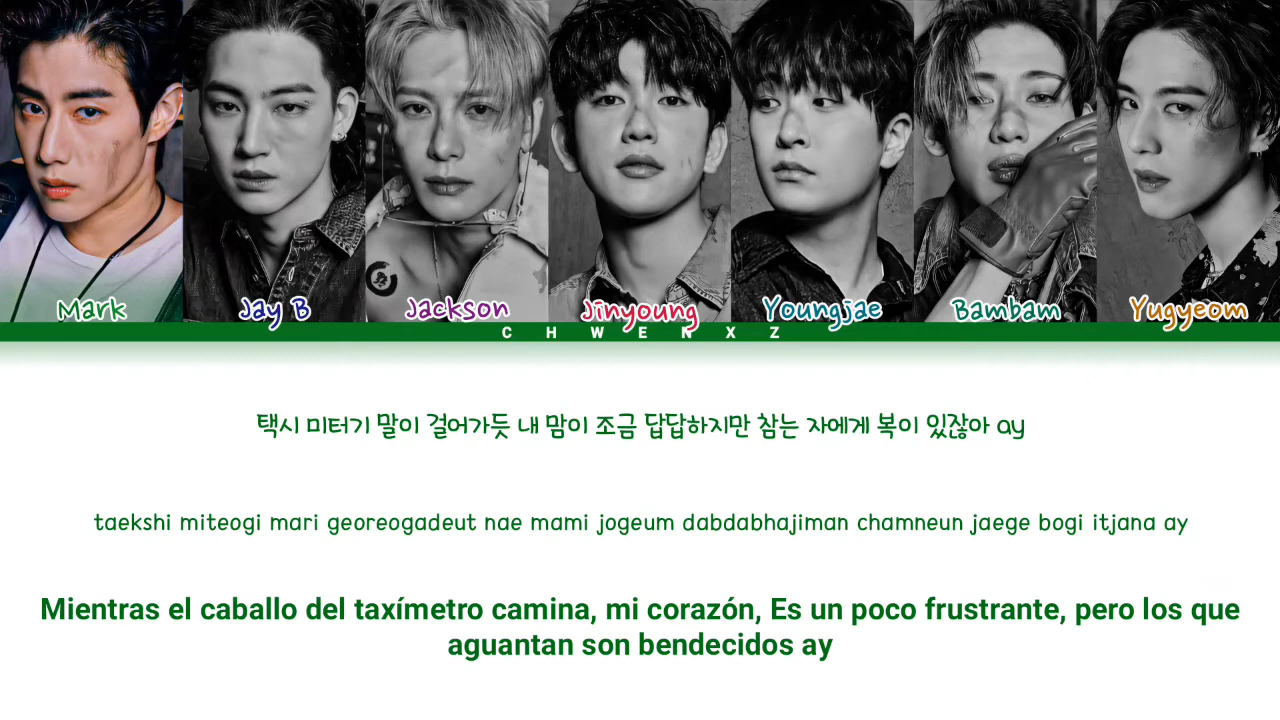 Mark Jay B Jackson Jinyoung Youngjae Bambam Yugyeom
CHWENXZ
택시 미터기 말이 걸어가듯 내 맘이 조금 답답하지만 참는 자에게 복이 있잖아 ay
taekshi miteogi mari georeogadeut nae mami jogeum dabdabhajiman chamneun jaege bogi itjana ay
Mientras el caballo del taxímetro camina, mi corazón, Es un poco frustrante, pero los que
aguantan son bendecidos ay